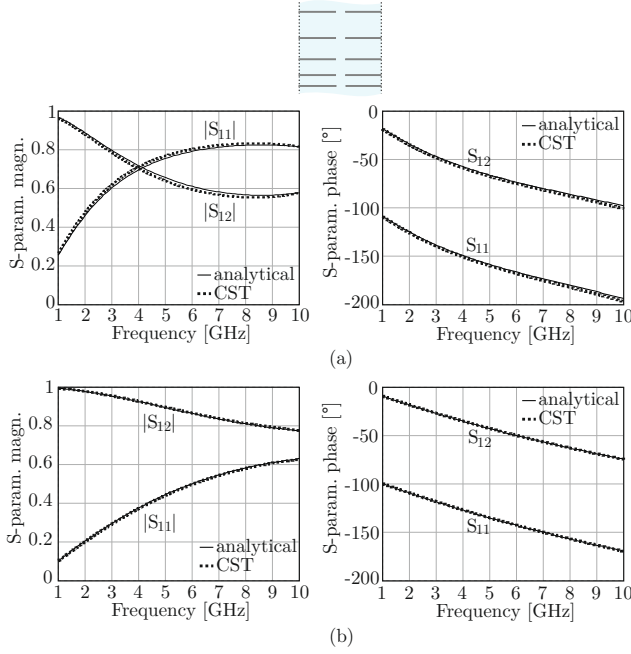 S-param. magn.
1
0.8
0.6
0.4
0.2
0
|S11|
|S12|
analytical
CST
1 2 3 4 5 6 7 8 9 10
Frequency [GHz]
S-param. phase [°]
0
-50
-100
-150
-200
analytical
CST
S12
S11
1 2 3 4 5 6 7 8 9 10
Frequency [GHz]
(a)
S-param. magn.
1
0.8
0.6
0.4
0.2
0
|S12|
|S11|
analytical
CST
1 2 3 4 5 6 7 8 9 10
Frequency [GHz]
S-param. phase [°]
0
-50
-100
-150
-200
analytical
CST
S12
S11
1 2 3 4 5 6 7 8 9 10
Frequency [GHz]
(b)